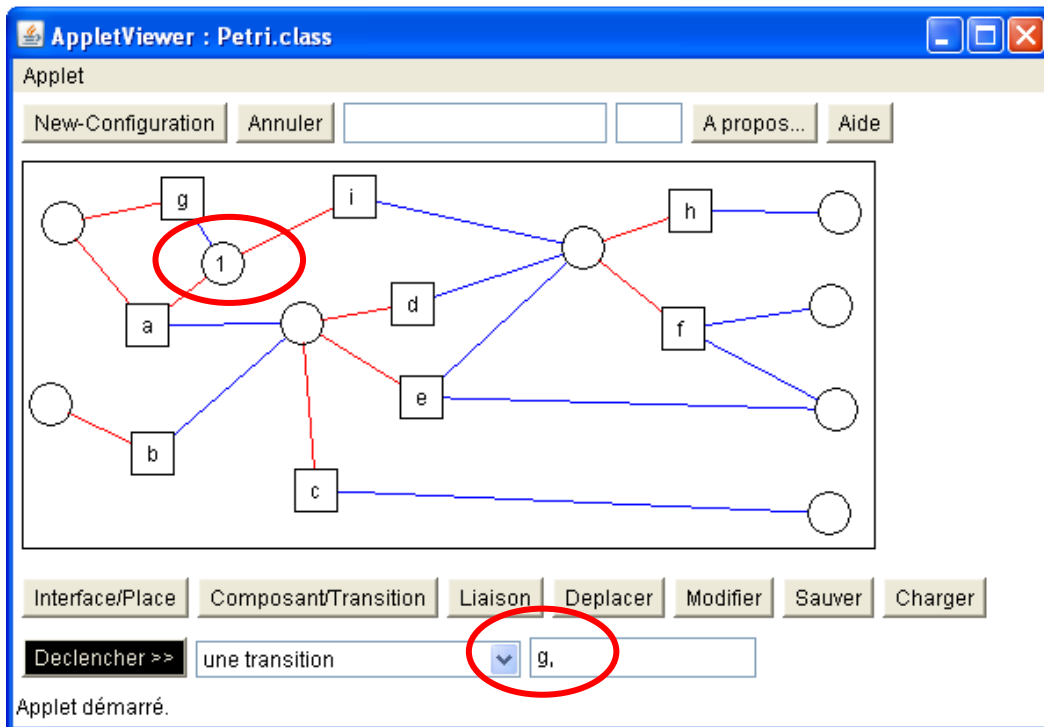 AppletViewer : Petri.class
Applet
New-Configuration Annuler A propos... Aide
g i h
1
d
a f
e
b
c
Interface/Place Composant/Transition Liaison Deplacer Modifier Sauver Charger
Declencher >> une transition g,
Applet démarré.